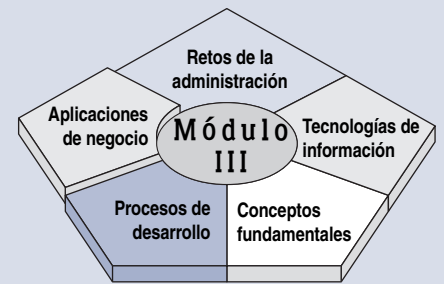 Retos de la
administración
Aplicaciones
de negocio
Módulo
III
Tecnologías de
información
Procesos de
desarrollo
Conceptos
fundamentales